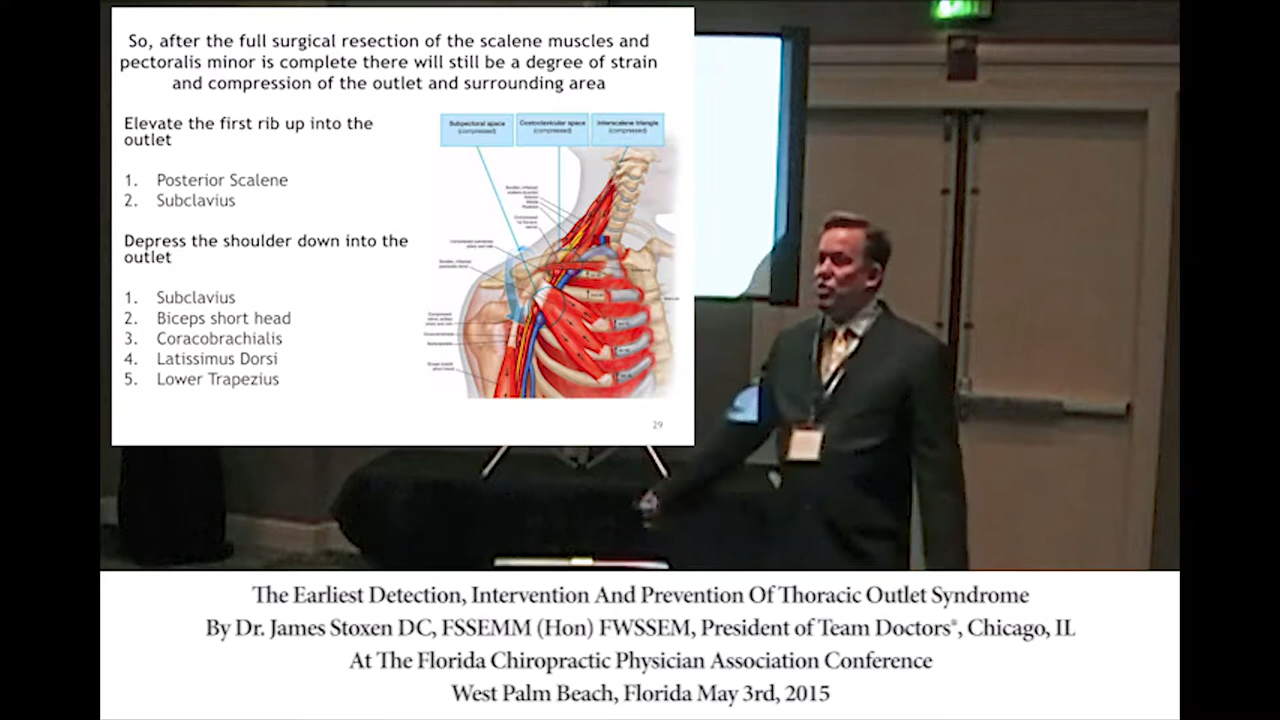 So, after the full surgical resection of the scalene muscles and
pectoralis minor is complete there will still be a degree of strain
and compression of the outlet and surrounding area
Elevate the first rib up into the
outlet
1. Posterior Scalene
2. Subclavius
Depress the shoulder down into the
outlet
1. Subclavius
2. Biceps short head
3. Coracobrachialis
4. Latissimus Dorsi
5. Lower Trapezius
Subpectoral space
(compressed)
Costoclavicular space
(compressed)
Interscalene triangle
(compressed)
29
The Earliest Detection, Intervention And Prevention Of Thoracic Outlet Syndrome
By Dr. James Stoxen DC, FSSEMM (Hon) FWSSEM, President of Team Doctors®, Chicago, IL
At The Florida Chiropractic Physician Association Conference
West Palm Beach, Florida May 3rd, 2015